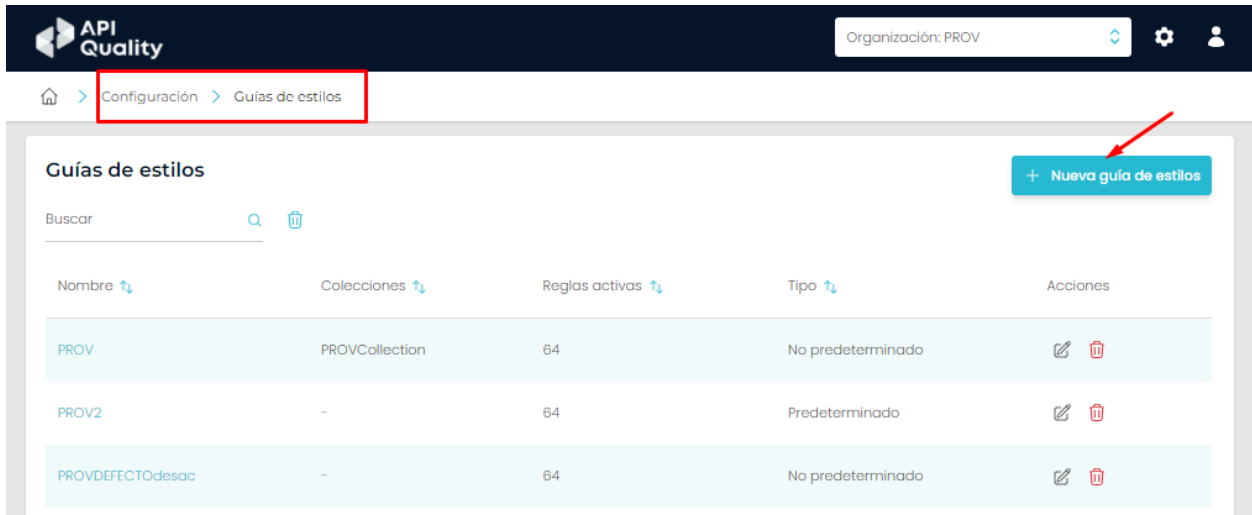 API
Quality
Organización: PROV
Configuración > Guías de estilos
Guías de estilos
+ Nueva guía de estilos
Buscar
Nombre Colecciones Reglas activas Tipo Acciones
PROV PROVCollection 64 No predeterminado
PROV2 - 64 Predeterminado
PROVDEFECTOdesac - 64 No predeterminado